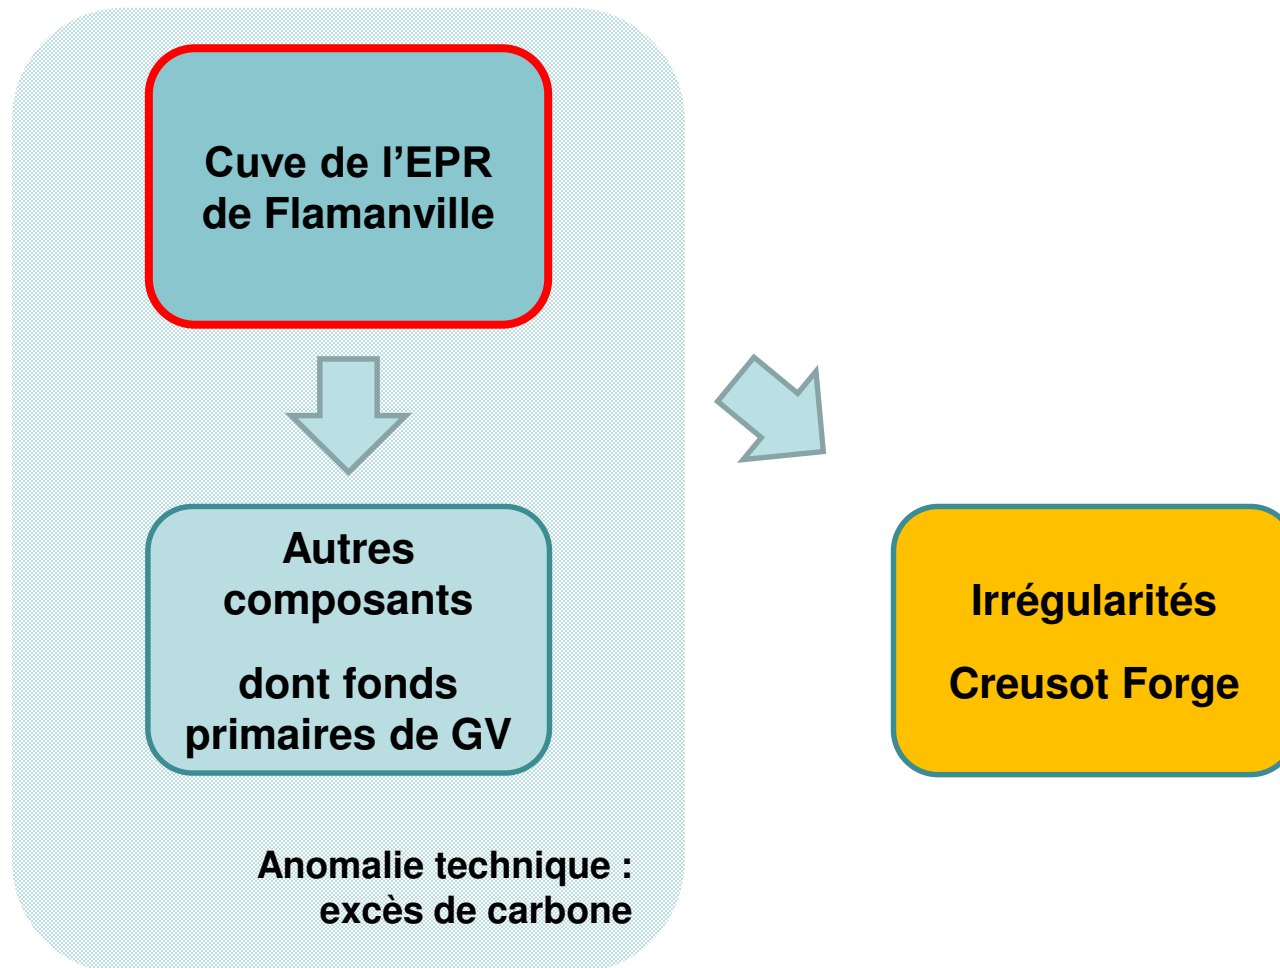 Cuve de l’EPR
de Flamanville
Autres
composants
dont fonds
primaires de GV
Anomalie technique :
excès de carbone
Irrégularités
Creusot Forge